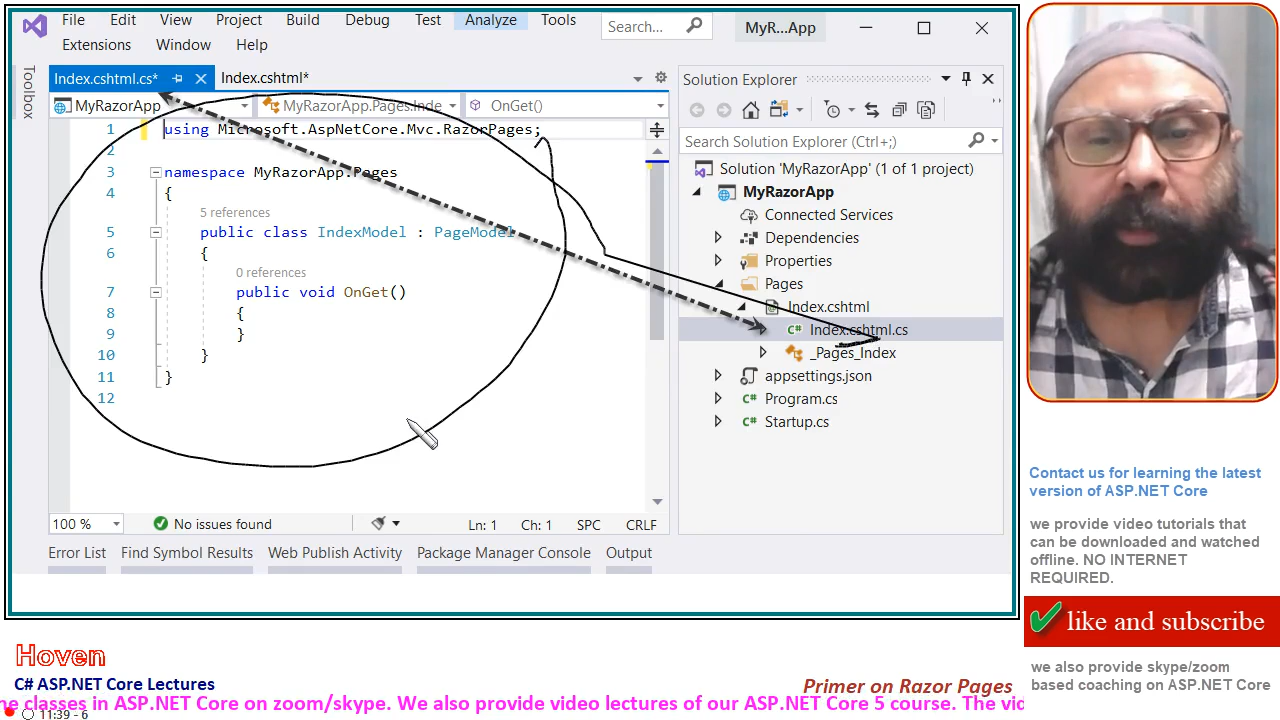 File Edit View Project Build Debug Test Analyze Tools Search... MyR...App
Extensions Window Help
Toolbox
Index.cshtml.cs* Index.cshtml*
MyRazorApp MyRazorApp.Pages.Inde OnGet()
1 using Microsoft.AspNetCore.Mvc.RazorPages;
2
3 namespace MyRazorApp.Pages
4 {
5 references
5 public class IndexModel : PageModel
6 {
0 references
7 public void OnGet()
8 {
9 }
10 }
11 }
12
100 % No issues found Ln: 1 Ch: 1 SPC CRLF
Error List Find Symbol Results Web Publish Activity Package Manager Console Output
Solution Explorer
Search Solution Explorer (Ctrl+;)
Solution 'MyRazorApp' (1 of 1 project)
MyRazorApp
Connected Services
Dependencies
Properties
Pages
Index.cshtml
C# Index.cshtml.cs
_Pages_Index
appsettings.json
C# Program.cs
C# Startup.cs
Contact us for learning the latest
version of ASP.NET Core
we provide video tutorials that
can be downloaded and watched
offline. NO INTERNET
REQUIRED.
like and subscribe
we also provide skype/zoom
based coaching on ASP.NET Core
Hoven
C# ASP.NET Core Lectures
Primer on Razor Pages
classes in ASP.NET Core on zoom/skype. We also provide video lectures of our ASP.NET Core 5 course. The
11:39 - 6